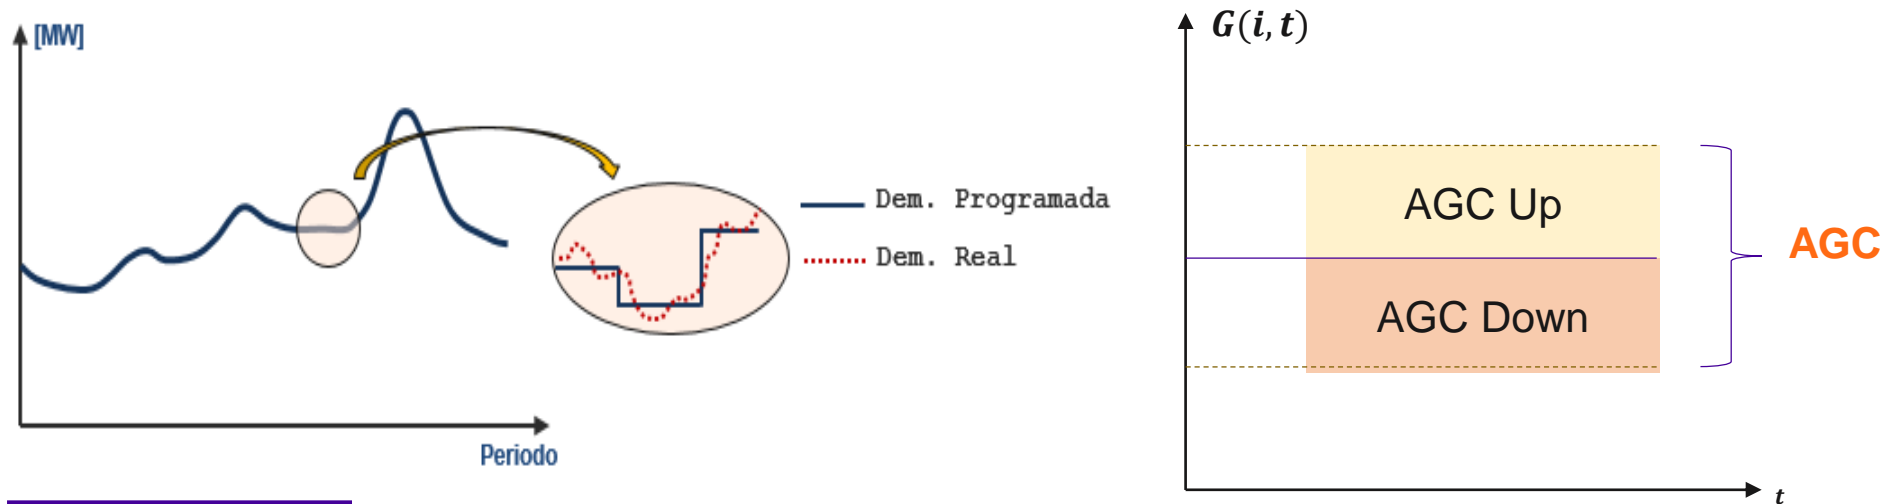 [MW]
Dem. Programada
Dem. Real
Periodo
G(i, t)
AGC Up
AGC Down
AGC
t